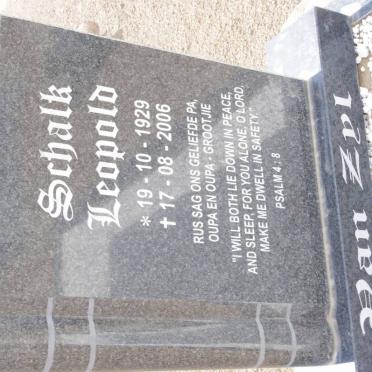 Schalk
Leopold
* 19 - 10 - 1929
✝ 17 - 08 - 2006
RUS SAG ONS GELIEFDE PA,
OUPA EN OUPA - GROOTJIE
"I WILL BOTH LIE DOWN IN PEACE,
AND SLEEP, FOR YOU ALONE, O LORD,
MAKE ME DWELL IN SAFETY."
PSALM 4 : 8
Van Zyl